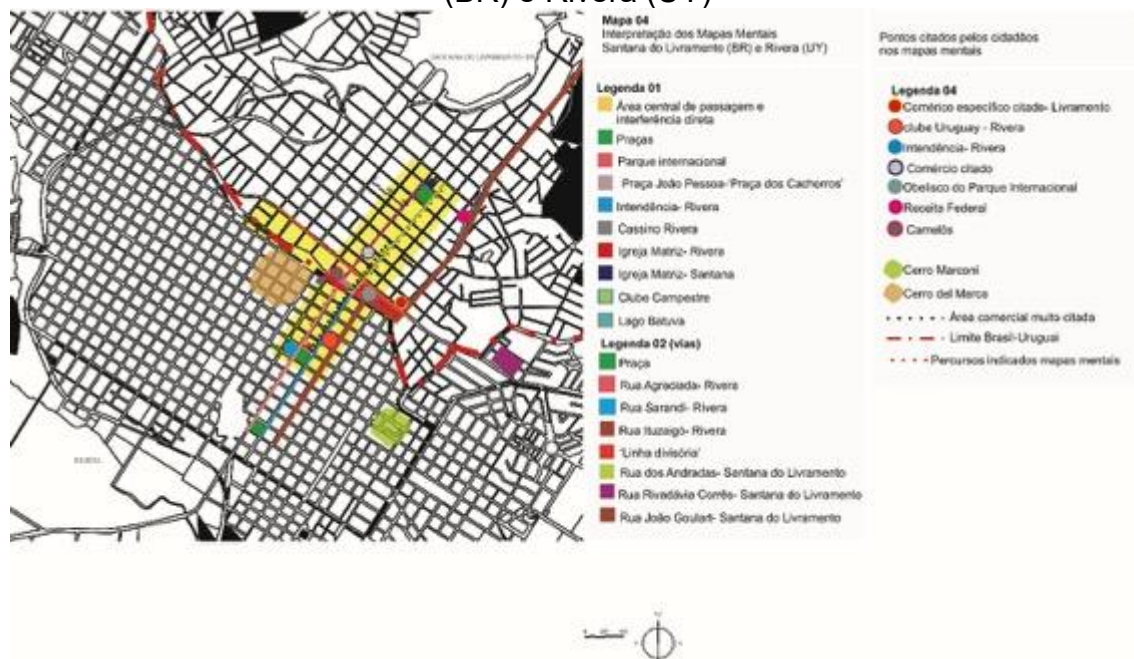 (BR) e Rivera (UY)
Mapa 04
Interpretação dos Mapas Mentais
Santana do Livramento (BR) e Rivera (UY)
Legenda 01
Área central de passagem e
interferência direta
Praças
Parque internacional
Praça João Pessoa-'Praça dos Cachorros'
Intendência- Rivera
Cassino Rivera
Igreja Matriz- Rivera
Igreja Matriz- Santana
Clube Campestre
Lago Batuva
Legenda 02 (vias)
Praça
Rua Agraciada- Rivera
Rua Sarandi- Rivera
Rua Ituzaigó- Rivera
'Linha divisória'
Rua dos Andradas- Santana do Livramento
Rua Rivadávia Corrêa- Santana do Livramento
Rua João Goulart- Santana do Livramento
Pontos citados pelos cidadãos
nos mapas mentais
Legenda 04
Comércio específico citado- Livramento
clube Uruguay - Rivera
Intendência- Rivera
Comércio citado
Obelisco do Parque Internacional
Receita Federal
Camelôs
Cerro Marconi
Cerro del Marca
Área comercial muito citada
Limite Brasil-Uruguai
Percursos indicados mapas mentais